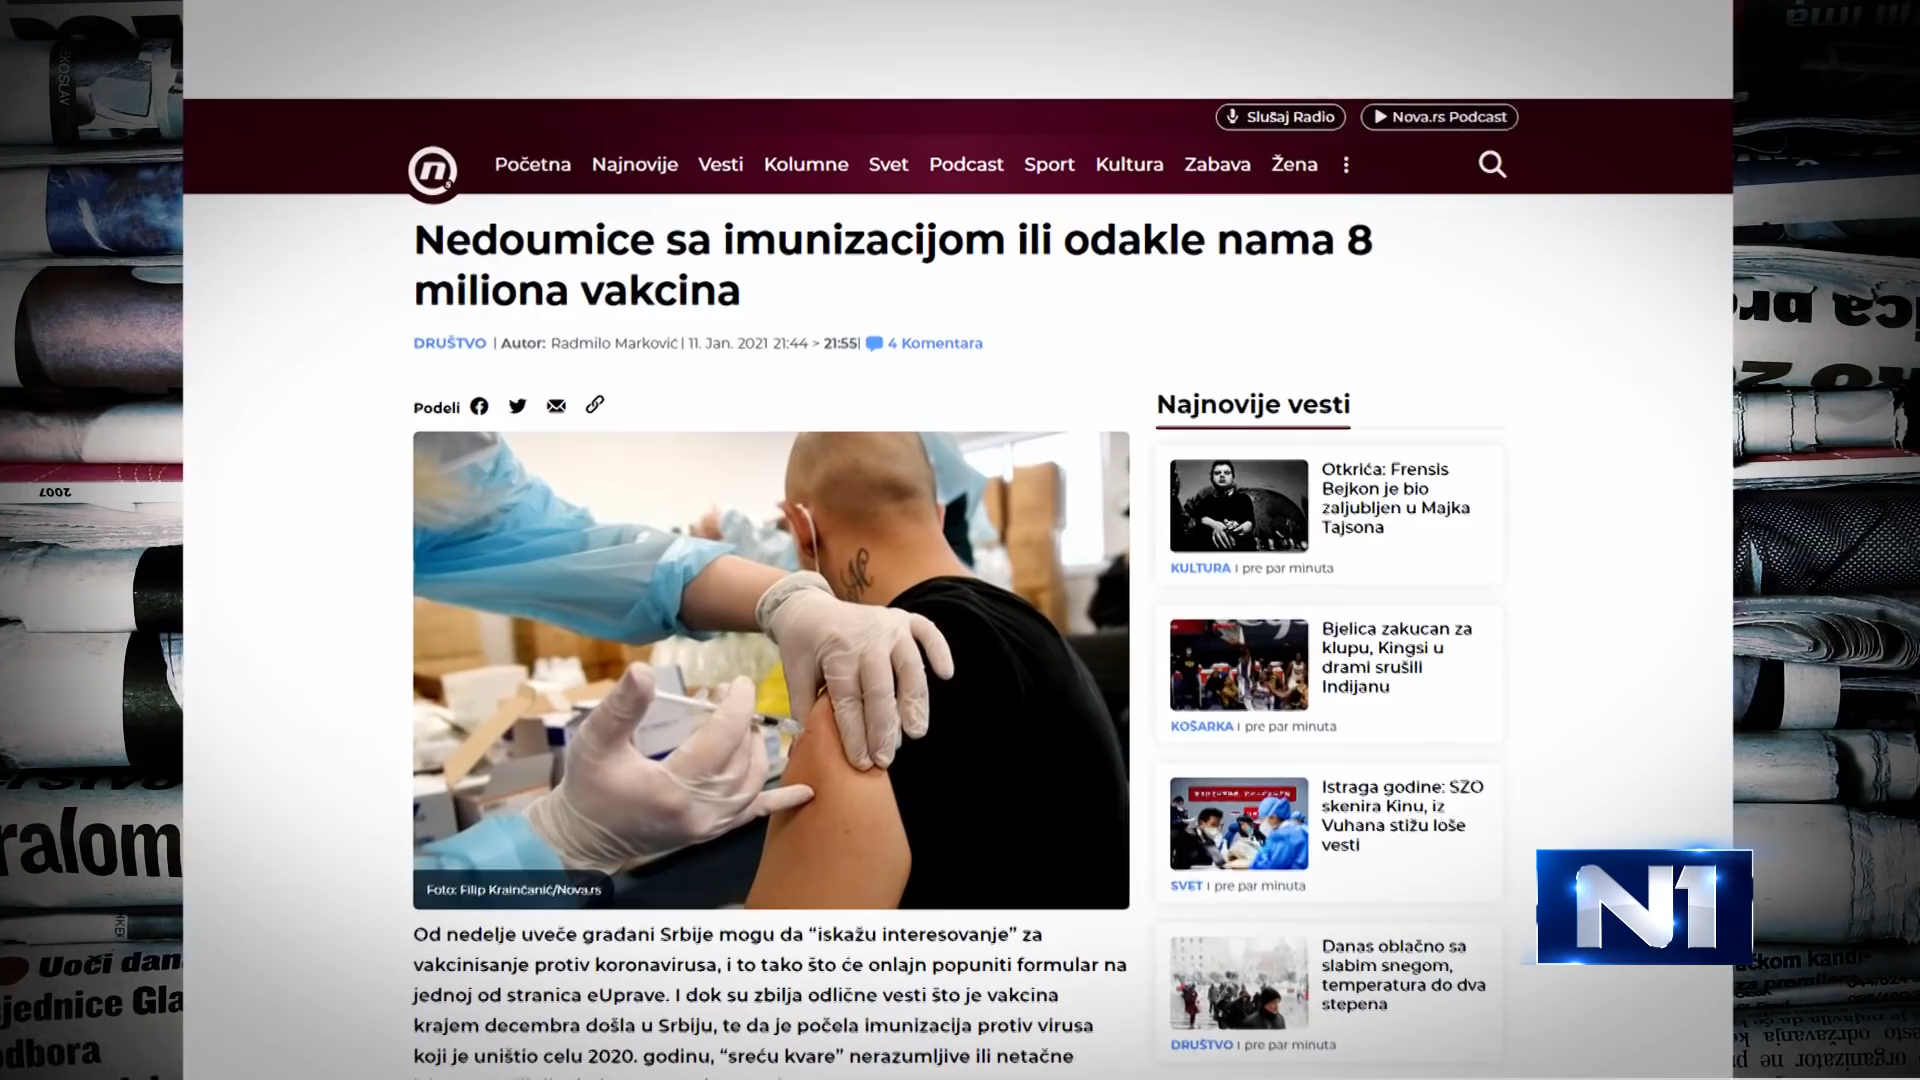 Slušaj Radio
Nova.rs Podcast
Početna Najnovije Vesti Kolumne Svet Podcast Sport Kultura Zabava Žena
Nedoumice sa imunizacijom ili odakle nama 8
miliona vakcina
DRUŠTVO | Autor: Radmilo Marković | 11. Jan. 2021 21:44 > 21:55| 4 Komentara
Podeli
Foto: Filip Krainčanić/Nova.rs
Od nedelje uveče građani Srbije mogu da “iskažu interesovanje” za
vakcinisanje protiv koronavirusa, i to tako što će onlajn popuniti formular na
jednoj od stranica eUprave. I dok su zbilja odlične vesti što je vakcina
krajem decembra došla u Srbiju, te da je počela imunizacija protiv virusa
koji je uništio celu 2020. godinu, “sreću kvare” nerazumljive ili netačne
Najnovije vesti
Otkrića: Frensis
Bejkon je bio
zaljubljen u Majka
Tajsona
KULTURA | pre par minuta
Bjelica zakucan za
klupu, Kingsi u
drami srušili
Indijanu
KOŠARKA | pre par minuta
Istraga godine: SZO
skenira Kinu, iz
Vuhana stižu loše
vesti
SVET | pre par minuta
Danas oblačno sa
slabim snegom,
temperatura do dva
stepena
DRUŠTVO | pre par minuta
N1
2007
ralom
Uoči dan
jednice Gla
dbora